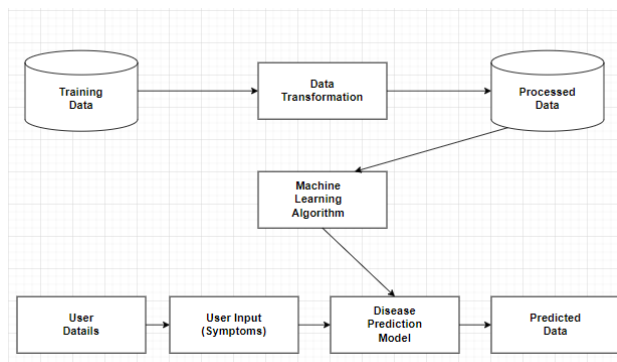 Training
Data
Data
Transformation
Processed
Data
Machine
Learning
Algorithm
User
Datails
User Input
(Symptoms)
Disease
Prediction
Model
Predicted
Data